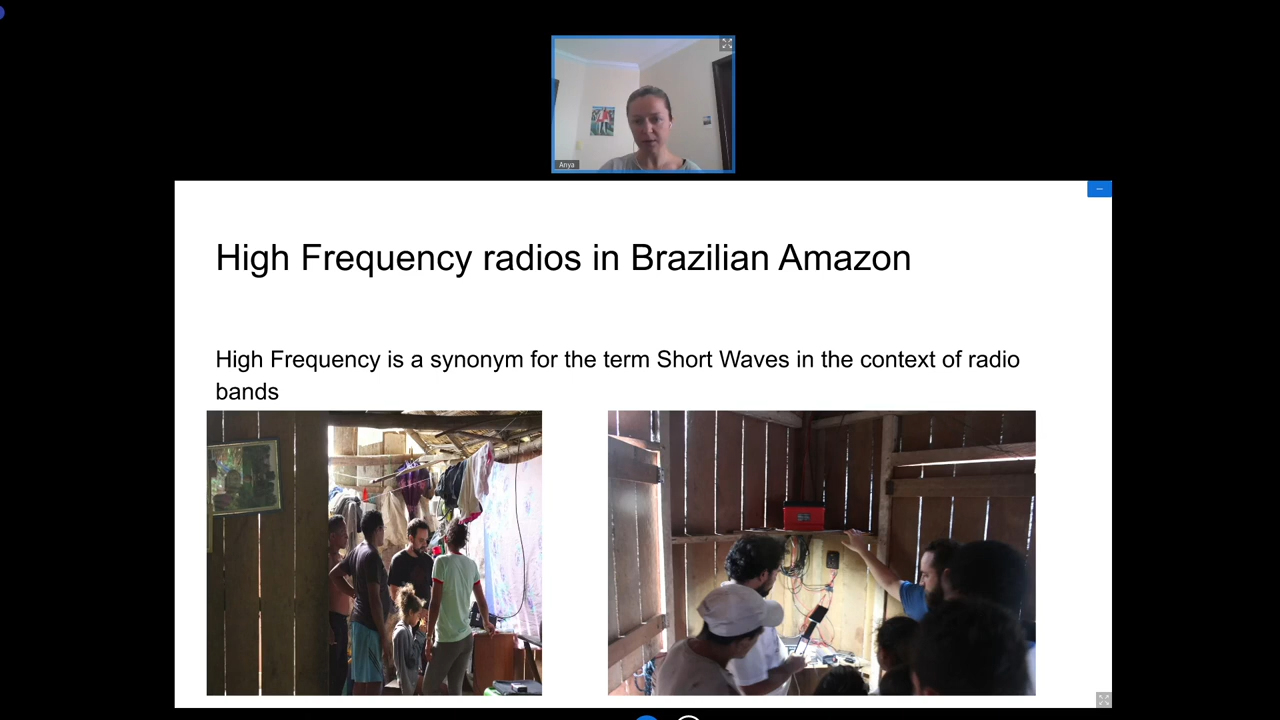 Anya
High Frequency radios in Brazilian Amazon
High Frequency is a synonym for the term Short Waves in the context of radio
bands